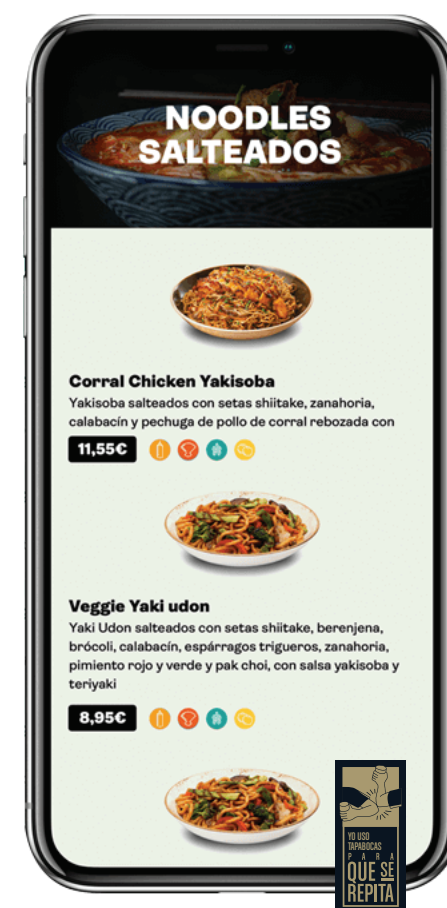 NOODLES
SALTEADOS
Corral Chicken Yakisoba
Yakisoba salteados con setas shiitake, zanahoria,
calabacín y pechuga de pollo de corral rebozada con
11,55€
Veggie Yaki udon
Yaki Udon salteados con setas shiitake, berenjena,
brócoli, calabacín, espárragos trigueros, zanahoria,
pimiento rojo y verde y pak choi, con salsa yakisoba y
teriyaki
8,95€
YO USO
TAPABOCAS
PARA
QUE SE
REPITA